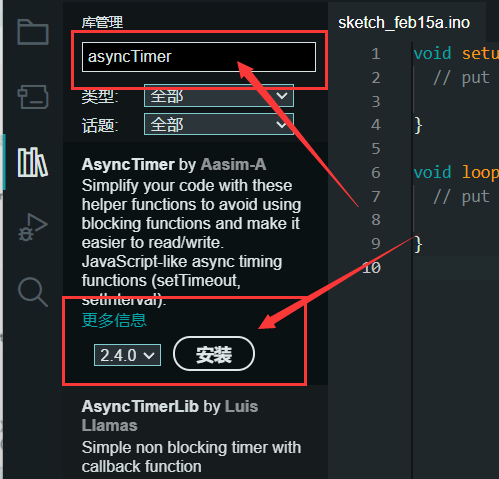 库管理
asyncTimer
类型: 全部
话题: 全部
AsyncTimer by Aasim-A
Simplify your code with these
helper functions to avoid using
blocking functions and make it
easier to read/write.
JavaScript-like async timing
functions (setTimeout,
setInterval).
更多信息
2.4.0 安装
AsyncTimerLib by Luis
Llamas
Simple non blocking timer with
callback function
sketch_feb15a.ino
1 void setu
2 // put
3
4 }
5
6 void loop
7 // put
8
9 }
10